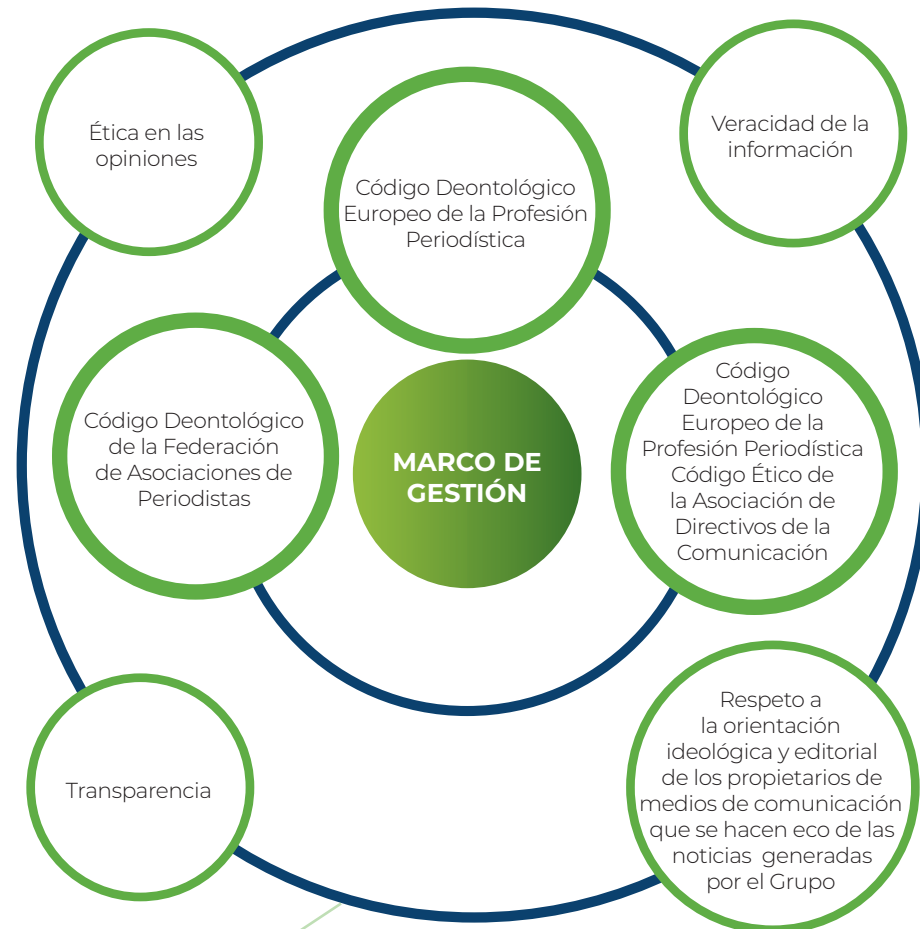 Ética en las
opiniones
Veracidad de la
información
Código Deontológico
Europeo de la Profesión
Periodística
Código Deontológico
de la Federación
de Asociaciones de
Periodistas
MARCO DE
GESTIÓN
Código
Deontológico
Europeo de la
Profesión Periodística
Código Ético de
la Asociación de
Directivos de la
Comunicación
Transparencia
Respeto a
la orientación
ideológica y editorial
de los propietarios de
medios de comunicación
que se hacen eco de las
noticias generadas
por el Grupo